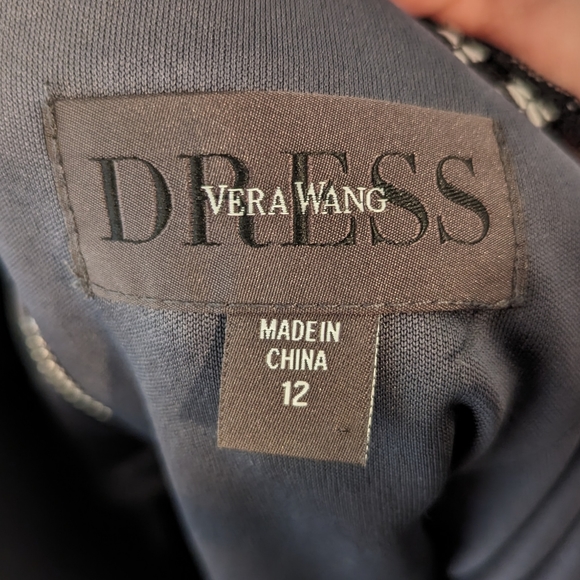 DRESS
VERA WANG
MADE IN
CHINA
12